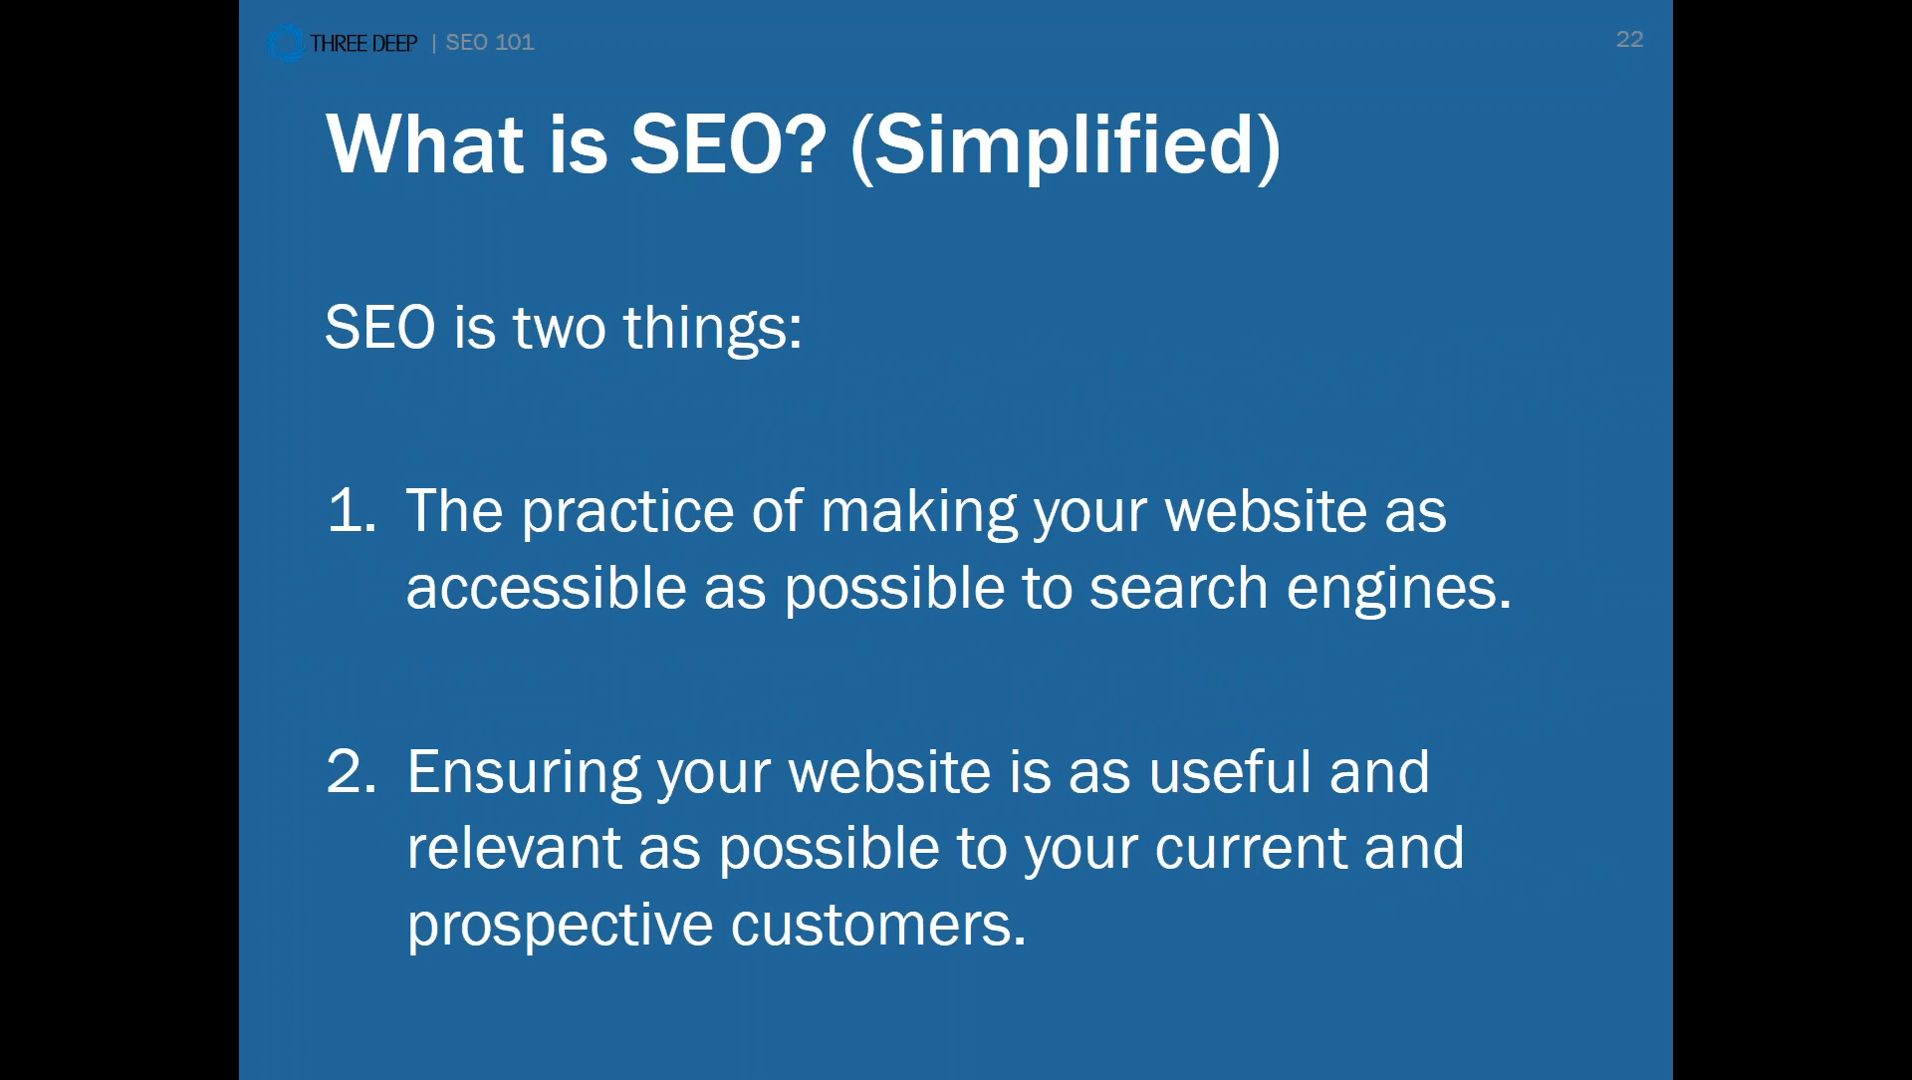 THREE DEEP | SEO 101
22
What is SEO? (Simplified)
SEO is two things:
1. The practice of making your website as
accessible as possible to search engines.
2. Ensuring your website is as useful and
relevant as possible to your current and
prospective customers.